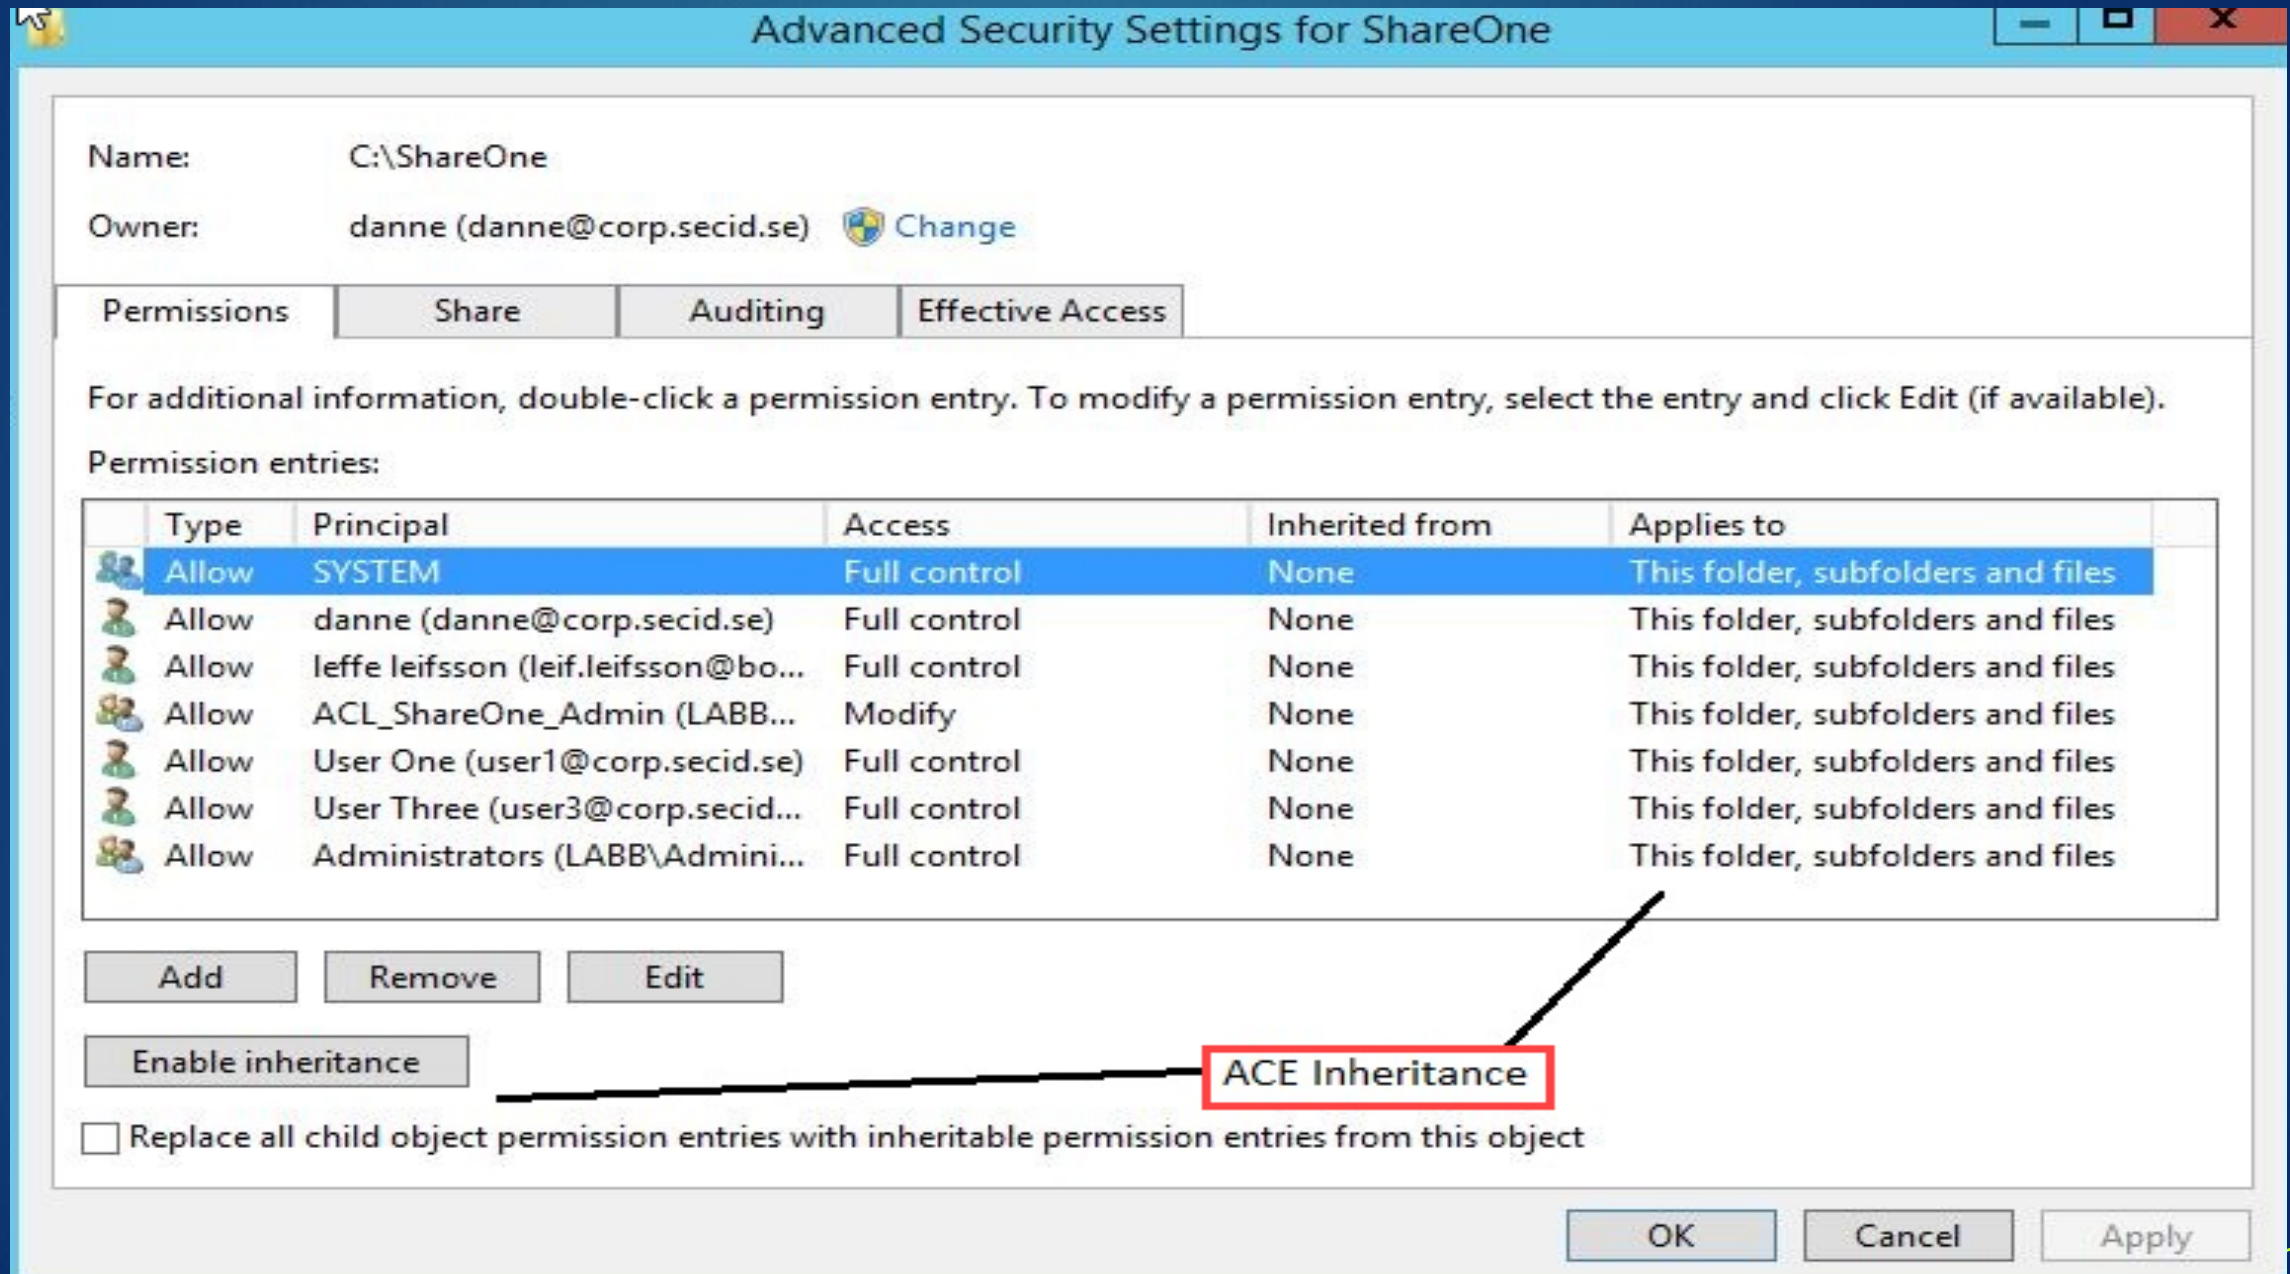 Advanced Security Settings for ShareOne
Name: C:\ShareOne
Owner: danne (danne@corp.secid.se) Change
Permissions Share Auditing Effective Access
For additional information, double-click a permission entry. To modify a permission entry, select the entry and click Edit (if available).
Permission entries:
Type Principal Access Inherited from Applies to
Allow SYSTEM Full control None This folder, subfolders and files
Allow danne (danne@corp.secid.se) Full control None This folder, subfolders and files
Allow leffe leifsson (leif.leifsson@bo... Full control None This folder, subfolders and files
Allow ACL_ShareOne_Admin (LABB... Modify None This folder, subfolders and files
Allow User One (user1@corp.secid.se) Full control None This folder, subfolders and files
Allow User Three (user3@corp.secid... Full control None This folder, subfolders and files
Allow Administrators (LABB\Admini... Full control None This folder, subfolders and files
Add Remove Edit
Enable inheritance
ACE Inheritance
Replace all child object permission entries with inheritable permission entries from this object
OK Cancel Apply